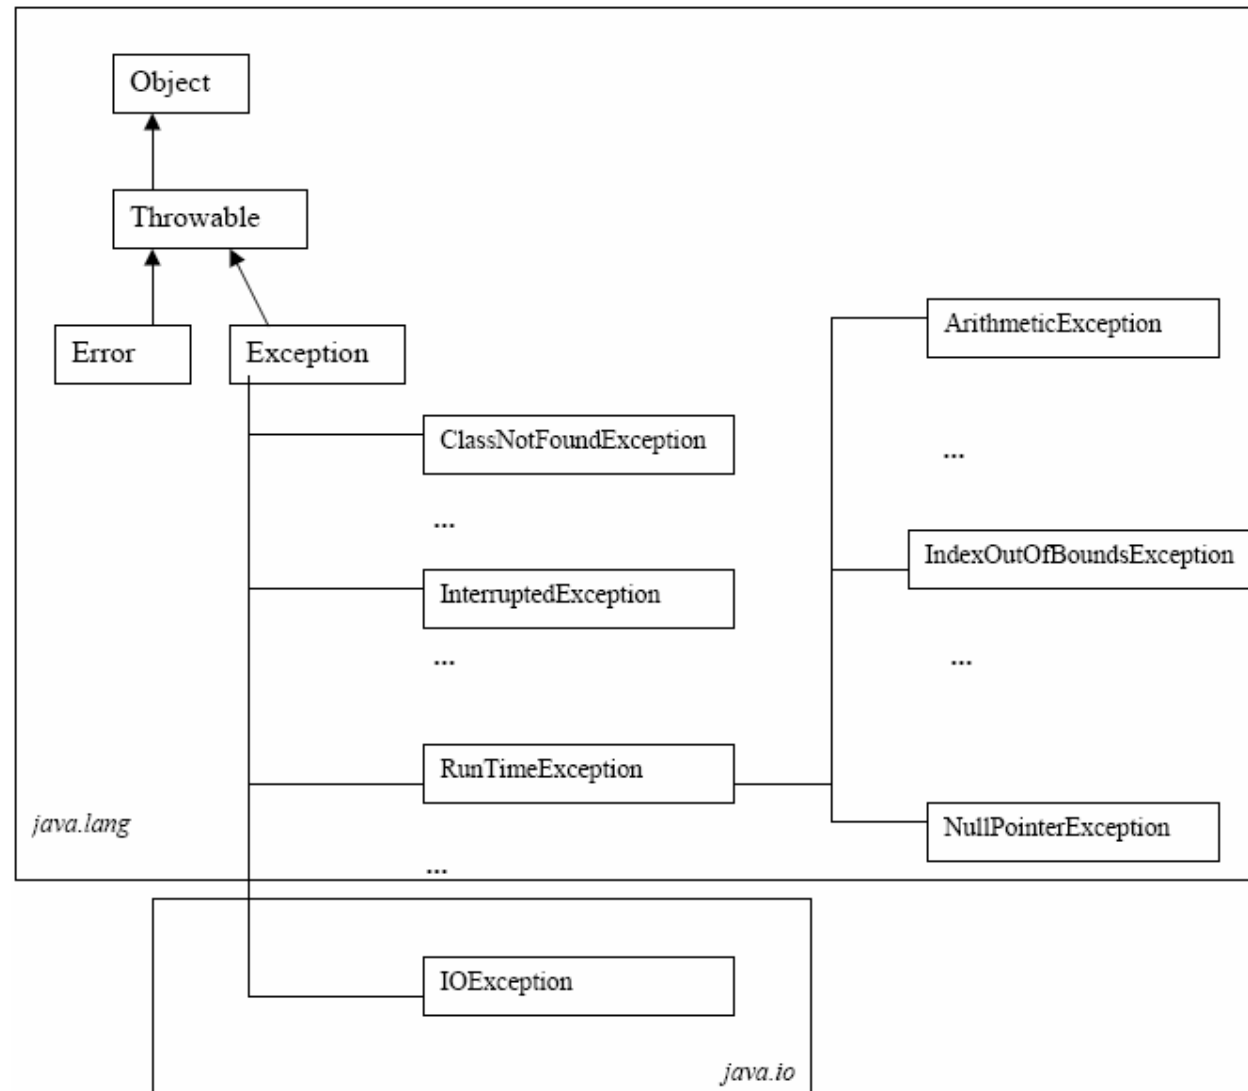 Object
Throwable
Error
Exception
ArithmeticException
ClassNotFoundException
...
...
InterruptedException
IndexOutOfBoundsException
...
...
RunTimeException
NullPointerException
java.lang
...
IOException
java.io